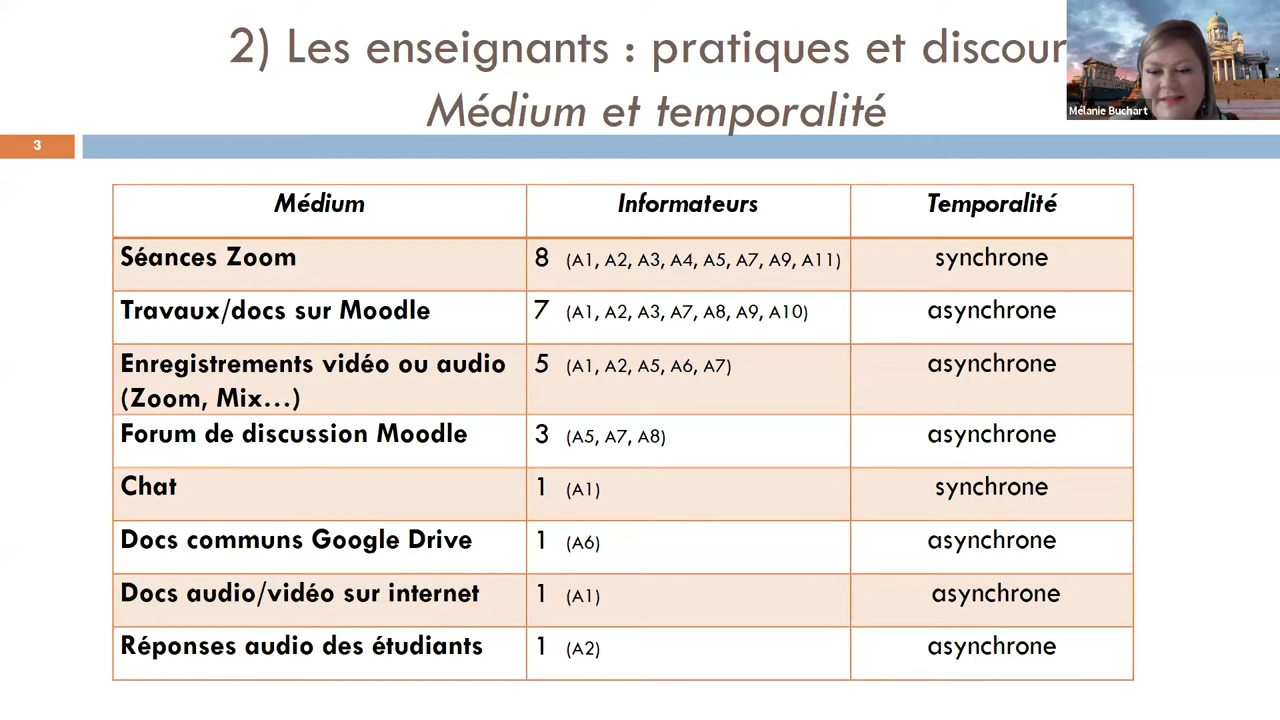 2) Les enseignants : pratiques et discour
Médium et temporalité
Mélanie Buchart
3
Médium Informateurs Temporalité
Séances Zoom 8 (A1, A2, A3, A4, A5, A7, A9, A11) synchrone
Travaux/docs sur Moodle 7 (A1, A2, A3, A7, A8, A9, A10) asynchrone
Enregistrements vidéo ou audio 5 (A1, A2, A5, A6, A7) asynchrone
(Zoom, Mix…)
Forum de discussion Moodle 3 (A5, A7, A8) asynchrone
Chat 1 (A1) synchrone
Docs communs Google Drive 1 (A6) asynchrone
Docs audio/vidéo sur internet 1 (A1) asynchrone
Réponses audio des étudiants 1 (A2) asynchrone